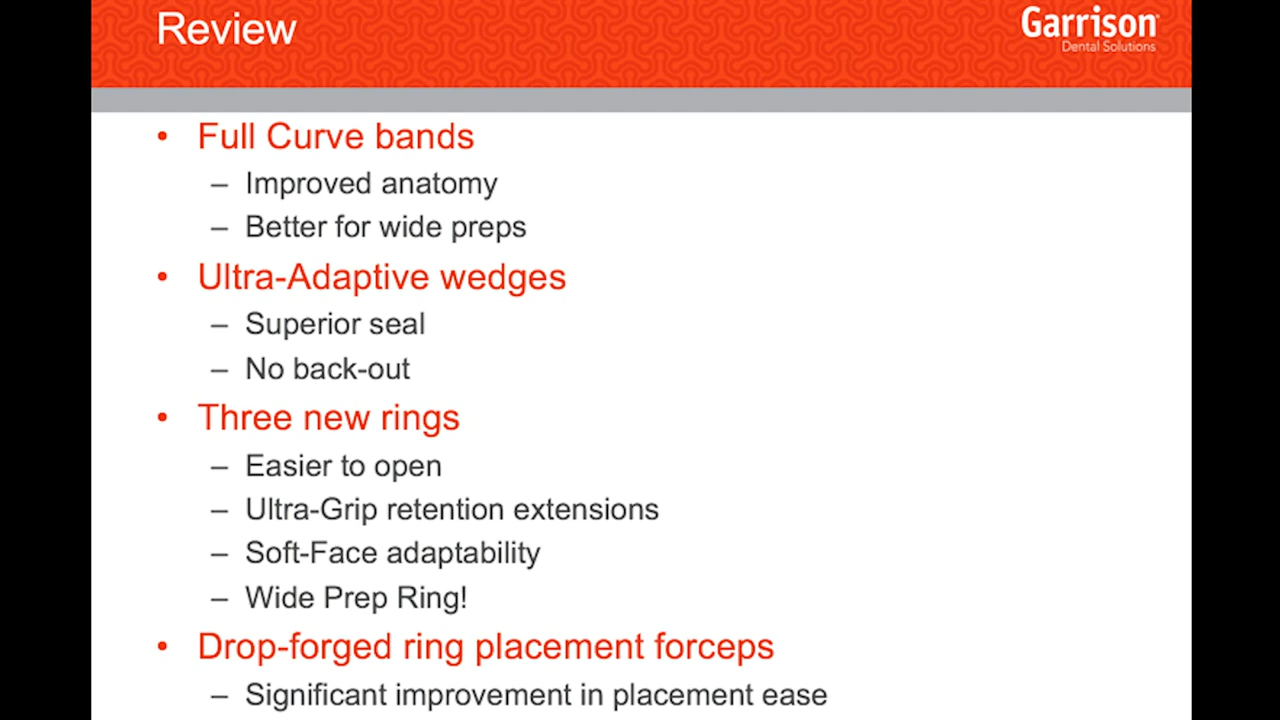 Review
Garrison
Dental Solutions
• Full Curve bands
– Improved anatomy
– Better for wide preps
• Ultra-Adaptive wedges
– Superior seal
– No back-out
• Three new rings
– Easier to open
– Ultra-Grip retention extensions
– Soft-Face adaptability
– Wide Prep Ring!
• Drop-forged ring placement forceps
– Significant improvement in placement ease